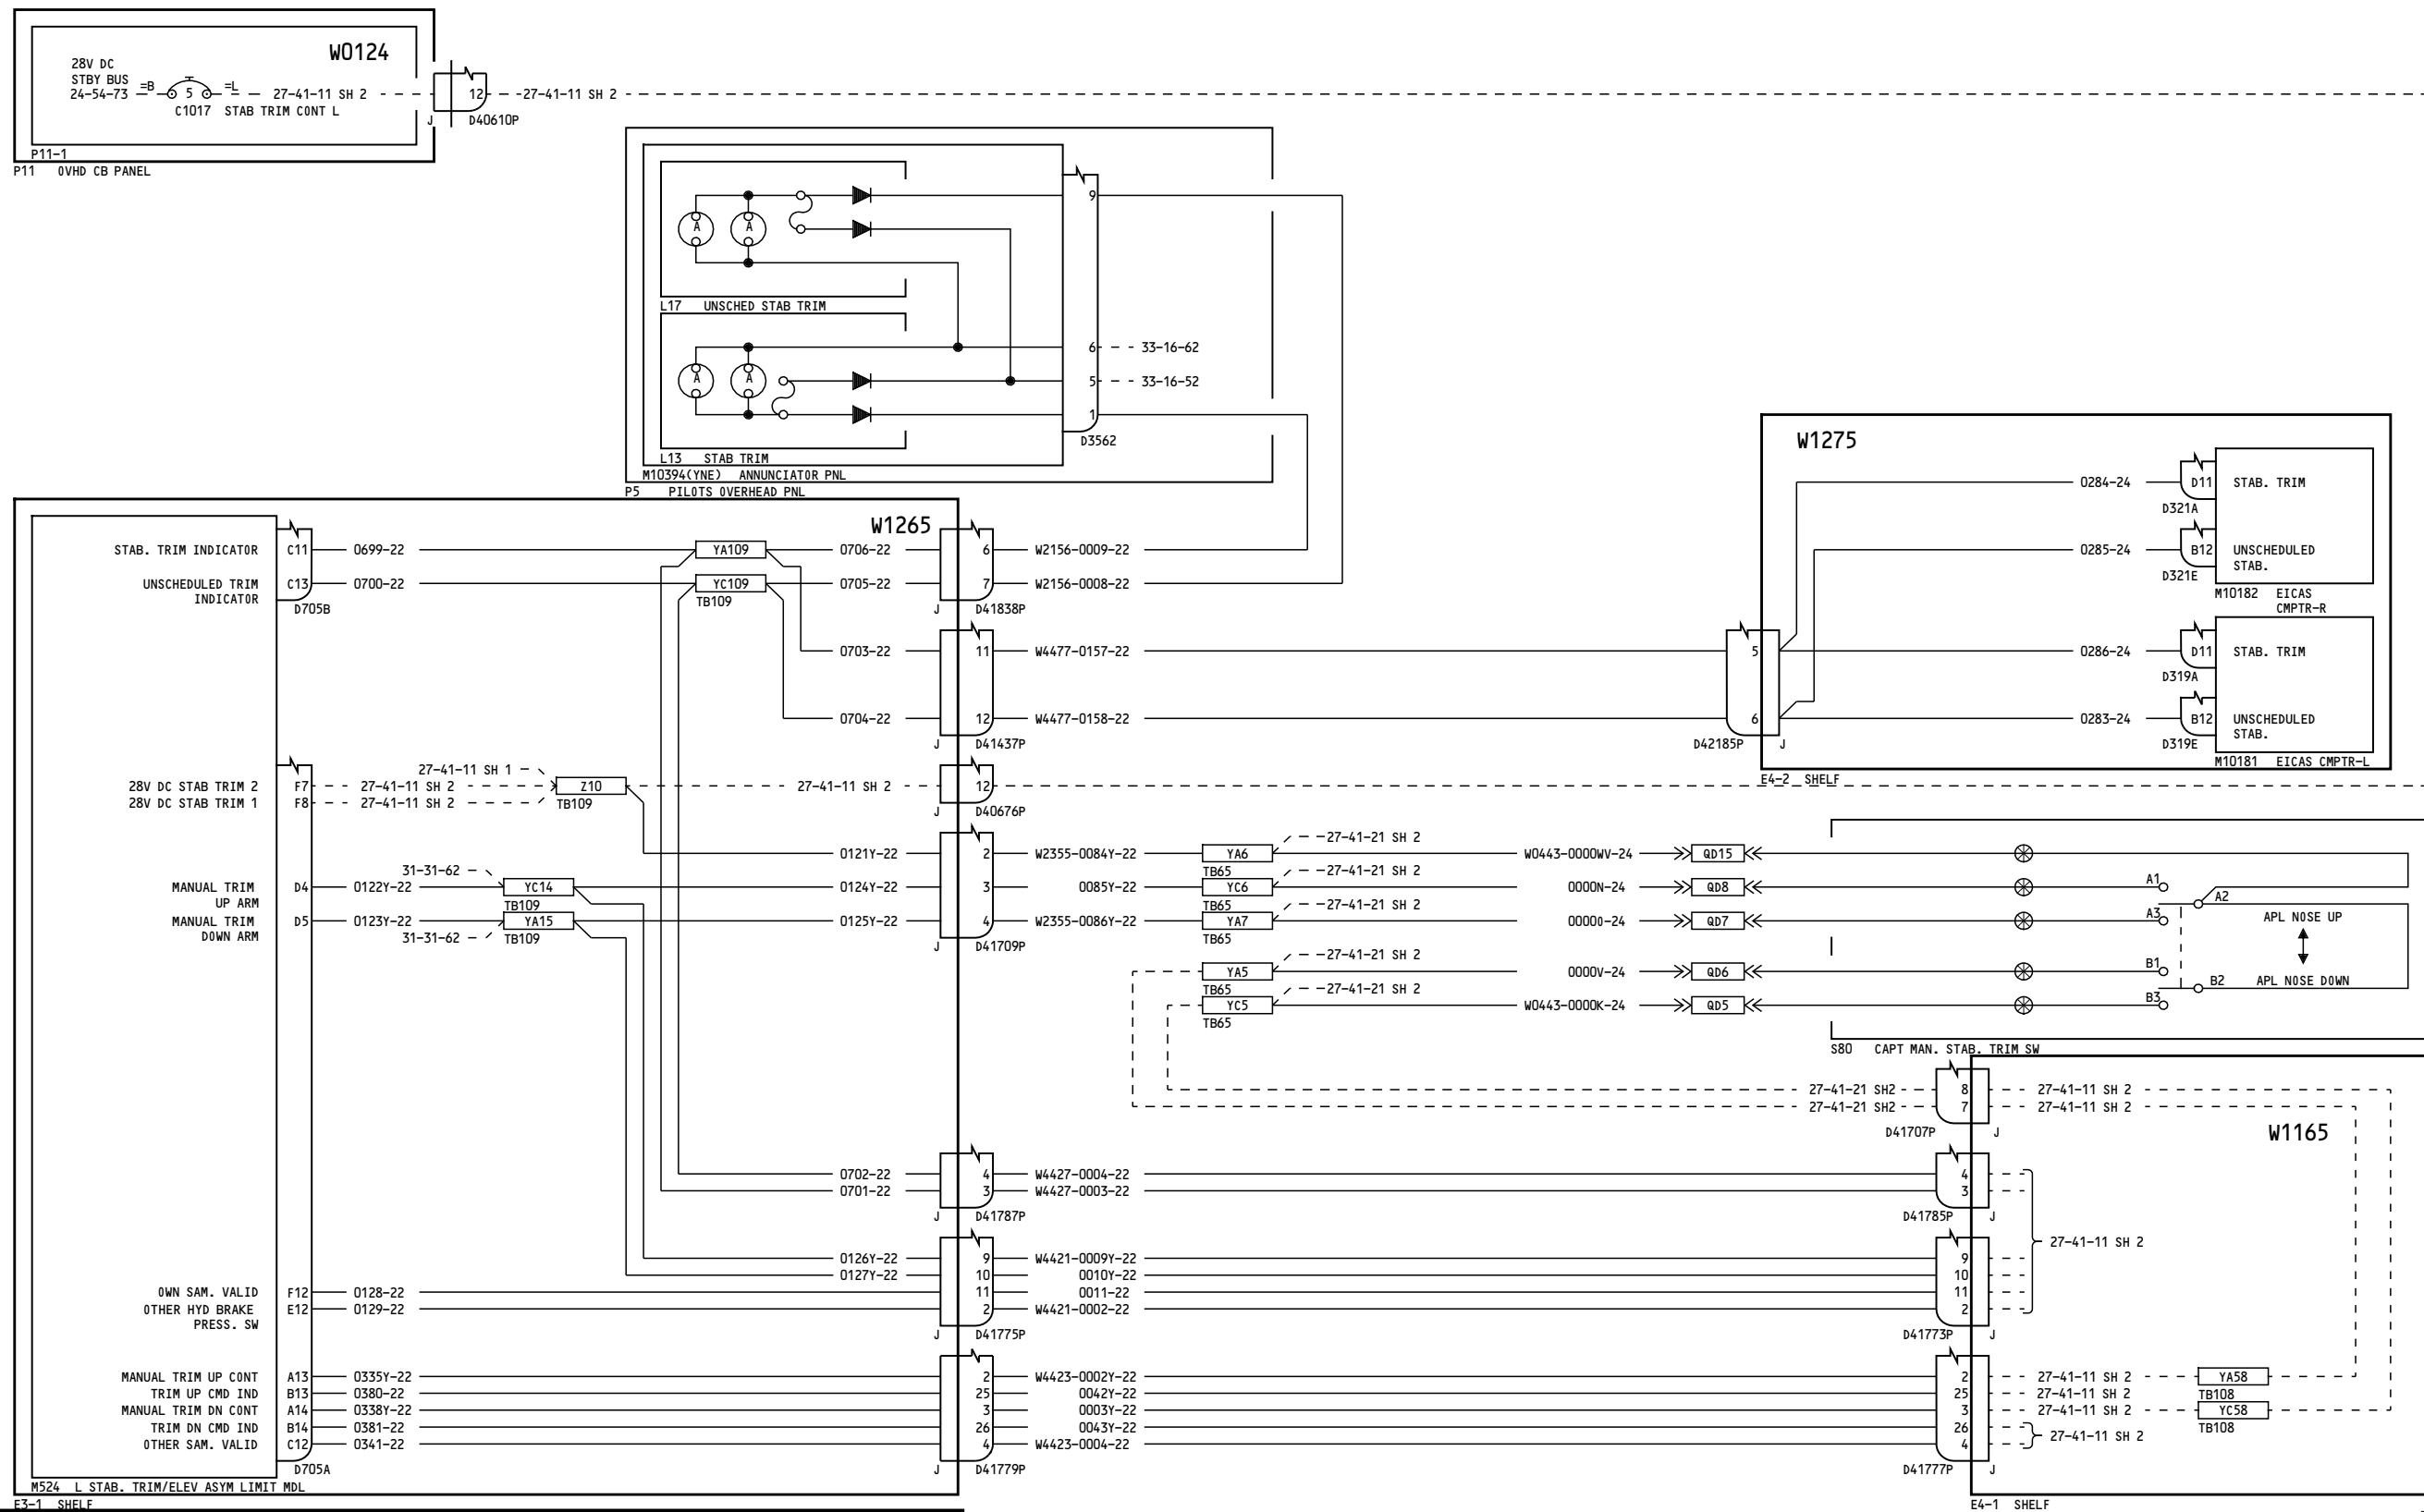 W0124
28V DC
STBY BUS
24-54-73
=B
5
=L
27-41-11 SH 2
C1017 STAB TRIM CONT L
12
27-41-11 SH 2
J
D40610P
P11-1
P11 OVHD CB PANEL
A
A
L17 UNSCHED STAB TRIM
A
A
L13 STAB TRIM
9
6
33-16-62
5
33-16-52
1
D3562
M10394(YNE) ANNUNCIATOR PNL
P5 PILOTS OVERHEAD PNL
W1275
0284-24
D11
STAB. TRIM
D321A
0285-24
B12
UNSCHEDULED
STAB.
D321E
M10182 EICAS
CMPTR-R
0286-24
D11
STAB. TRIM
D319A
0283-24
B12
UNSCHEDULED
STAB.
D319E
M10181 EICAS CMPTR-L
5
6
D42185P
J
E4-2 SHELF
W1265
STAB. TRIM INDICATOR
C11
0699-22
YA109
0706-22
6
W2156-0009-22
UNSCHEDULED TRIM
INDICATOR
C13
0700-22
YC109
0705-22
7
W2156-0008-22
D705B
TB109
J
D41838P
0703-22
11
W4477-0157-22
0704-22
12
W4477-0158-22
J
D41437P
27-41-11 SH 1
28V DC STAB TRIM 2
F7
27-41-11 SH 2
Z10
27-41-11 SH 2
12
28V DC STAB TRIM 1
F8
27-41-11 SH 2
TB109
J
D40676P
0121Y-22
2
W2355-0084Y-22
YA6
27-41-21 SH 2
W0443-0000WV-24
QD15
TB65
31-31-62
MANUAL TRIM
UP ARM
D4
0122Y-22
YC14
0124Y-22
3
0085Y-22
YC6
27-41-21 SH 2
0000N-24
QD8
A1
TB109
TB65
MANUAL TRIM
DOWN ARM
D5
0123Y-22
YA15
0125Y-22
4
W2355-0086Y-22
YA7
27-41-21 SH 2
00000-24
QD7
A3
A2
31-31-62
TB109
J
D41709P
TB65
APL NOSE UP
YA5
27-41-21 SH 2
0000V-24
QD6
B1
TB65
APL NOSE DOWN
YC5
27-41-21 SH 2
W0443-0000K-24
QD5
B3
B2
TB65
S80 CAPT MAN. STAB. TRIM SW
27-41-21 SH2
8
27-41-11 SH 2
27-41-21 SH2
7
27-41-11 SH 2
D41707P
J
W1165
0702-22
4
W4427-0004-22
4
0701-22
3
W4427-0003-22
3
J
D41787P
D41785P
J
27-41-11 SH 2
0126Y-22
9
W4421-0009Y-22
9
0127Y-22
10
0010Y-22
10
OWN SAM. VALID
F12
0128-22
11
0011-22
11
OTHER HYD BRAKE
PRESS. SW
E12
0129-22
2
W4421-0002-22
2
J
D41775P
D41773P
J
MANUAL TRIM UP CONT
A13
0335Y-22
2
W4423-0002Y-22
2
27-41-11 SH 2
YA58
TRIM UP CMD IND
B13
0380-22
25
0042Y-22
25
27-41-11 SH 2
TB108
MANUAL TRIM DN CONT
A14
0338Y-22
3
0003Y-22
3
27-41-11 SH 2
YC58
TRIM DN CMD IND
B14
0381-22
26
0043Y-22
26
TB108
27-41-11 SH 2
OTHER SAM. VALID
C12
0341-22
4
W4423-0004-22
4
D705A
J
D41779P
D41777P
J
M524 L STAB. TRIM/ELEV ASYM LIMIT MDL
E3-1 SHELF
E4-1 SHELF